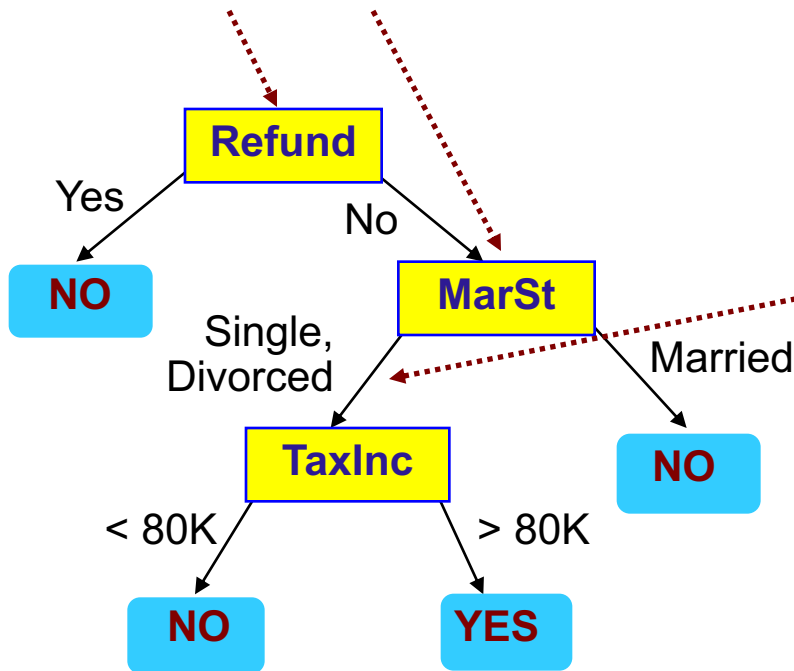 Refund
Yes
No
NO
MarSt
Single,
Divorced
Married
TaxInc
NO
< 80K
> 80K
NO
YES